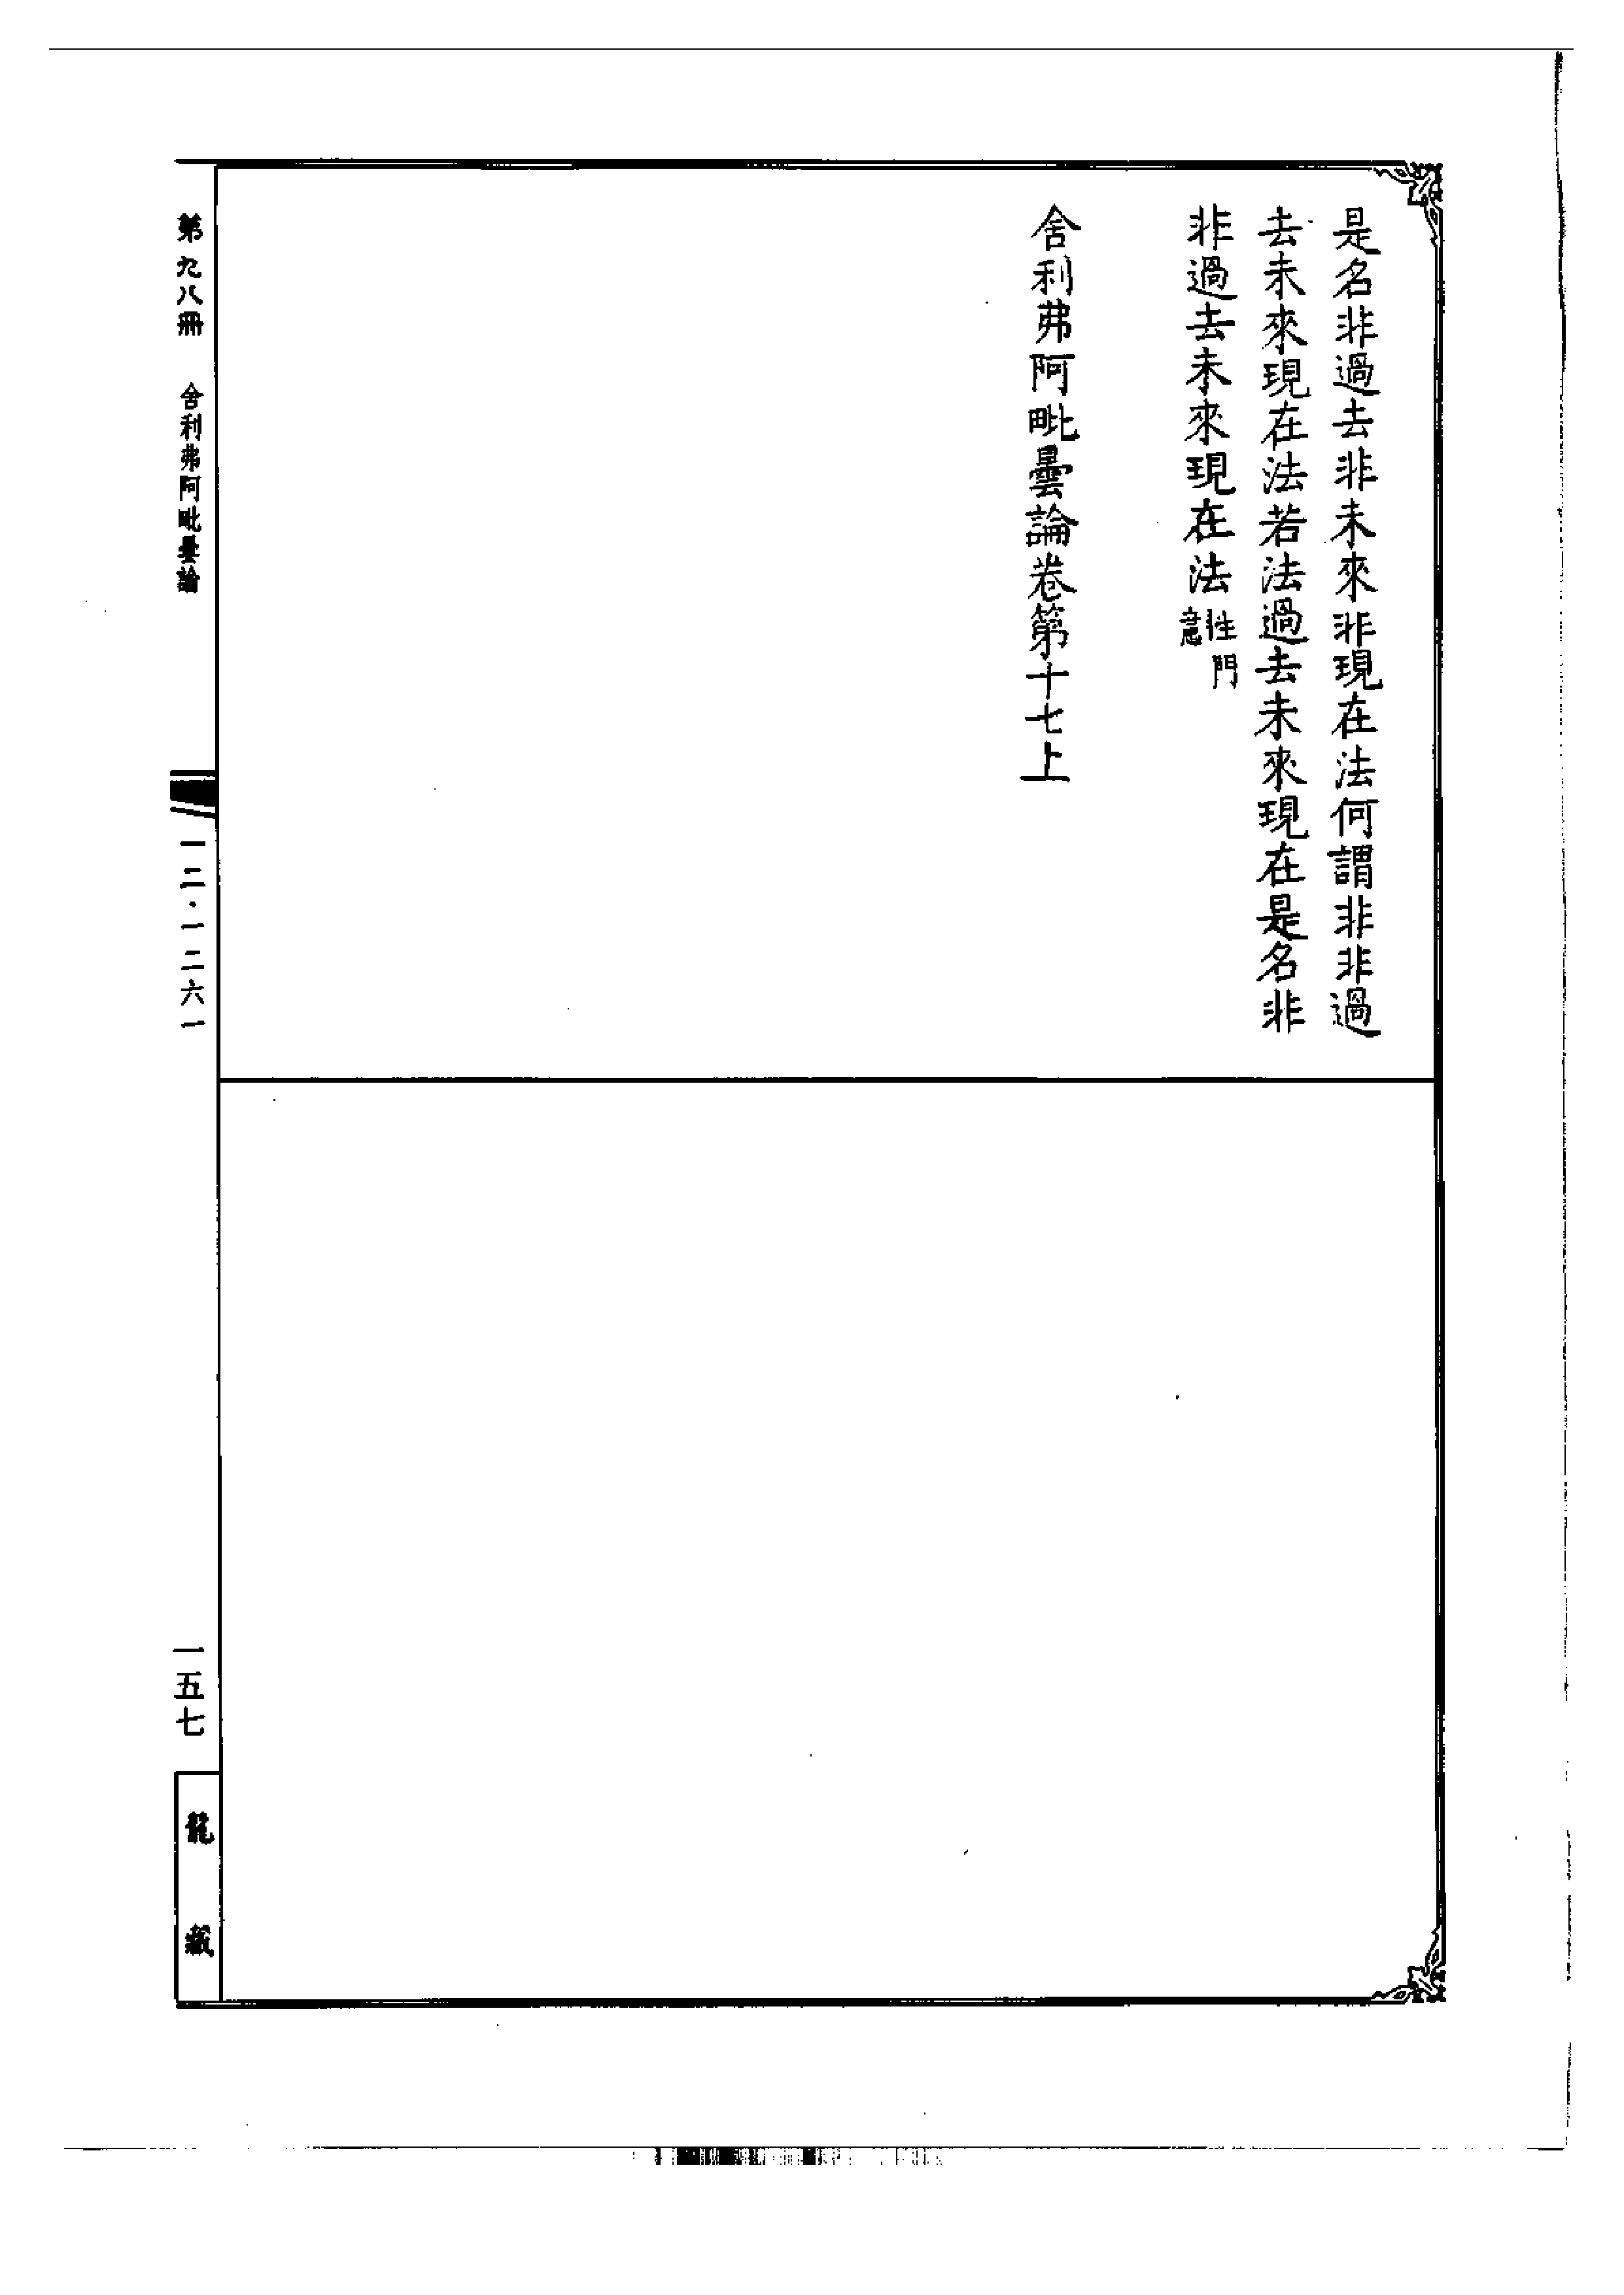 是名非過去非未來非現在法何謂非非過
去未來現在法若法過去未來現在是名非
非過去未來現在法性門
意
舍利弗阿毗曇論卷第十七上
第九八冊 舍利弗阿毗曇論
一二·一二六一
一五七
龍藏